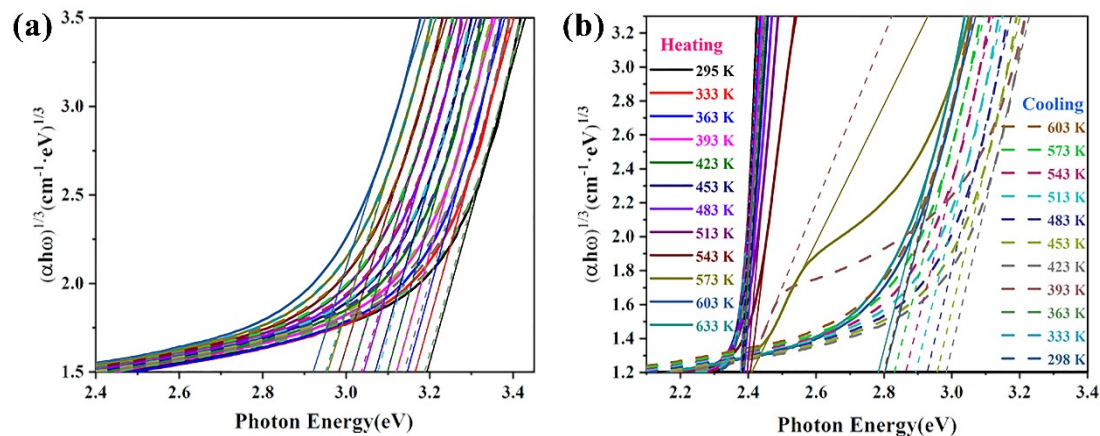 (a)
3.5
3.0
2.5
2.0
1.5
(αhω)^1/3(cm^-1·eV)^1/3
2.4
2.6
2.8
3.0
3.2
3.4
Photon Energy(eV)
(b)
3.2
3.0
2.8
2.6
2.4
2.2
2.0
1.8
1.6
1.4
1.2
(αhω)^1/3(cm^-1·eV)^1/3
Heating
295 K
333 K
363 K
393 K
423 K
453 K
483 K
513 K
543 K
573 K
603 K
633 K
Cooling
603 K
573 K
543 K
513 K
483 K
453 K
423 K
393 K
363 K
333 K
298 K
2.2
2.4
2.6
2.8
3.0
3.2
3.4
Photon Energy(eV)